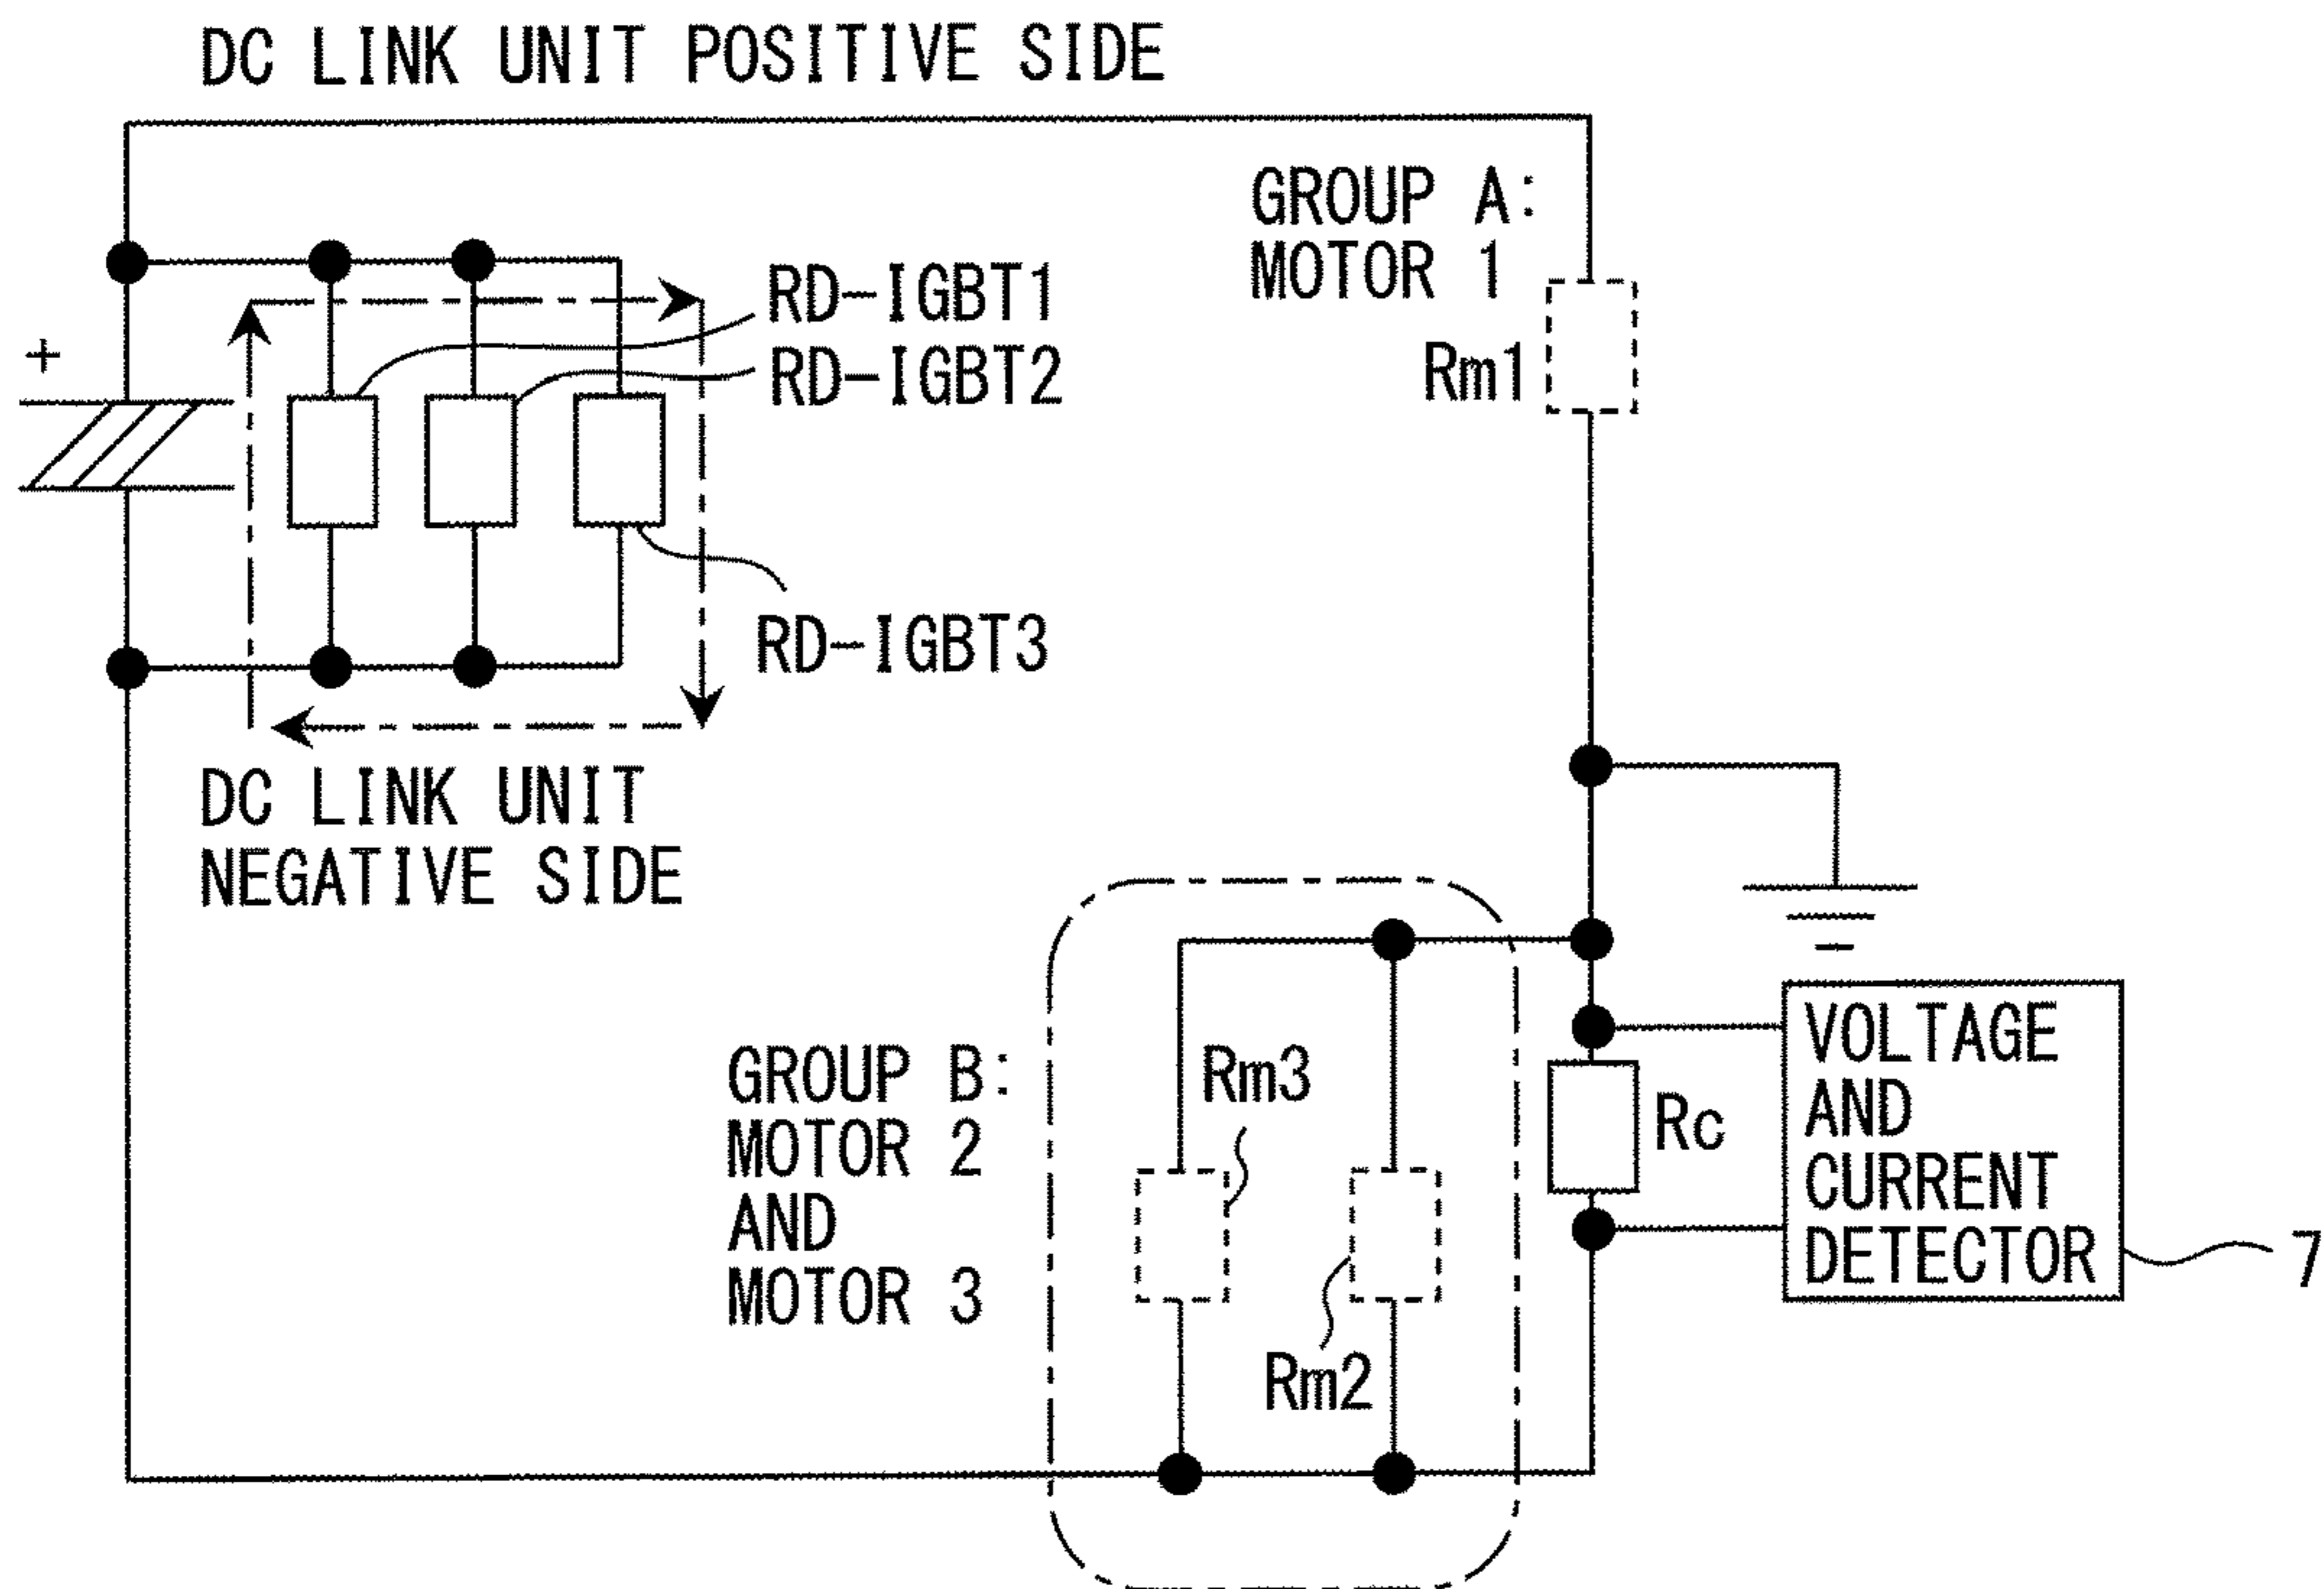 DC LINK UNIT POSITIVE SIDE
GROUP A:
MOTOR 1
Rm1
+
RD-IGBT1
RD-IGBT2
RD-IGBT3
DC LINK UNIT
NEGATIVE SIDE
GROUP B:
MOTOR 2
AND
MOTOR 3
Rm3
Rm2
Rc
VOLTAGE
AND
CURRENT
DETECTOR
7